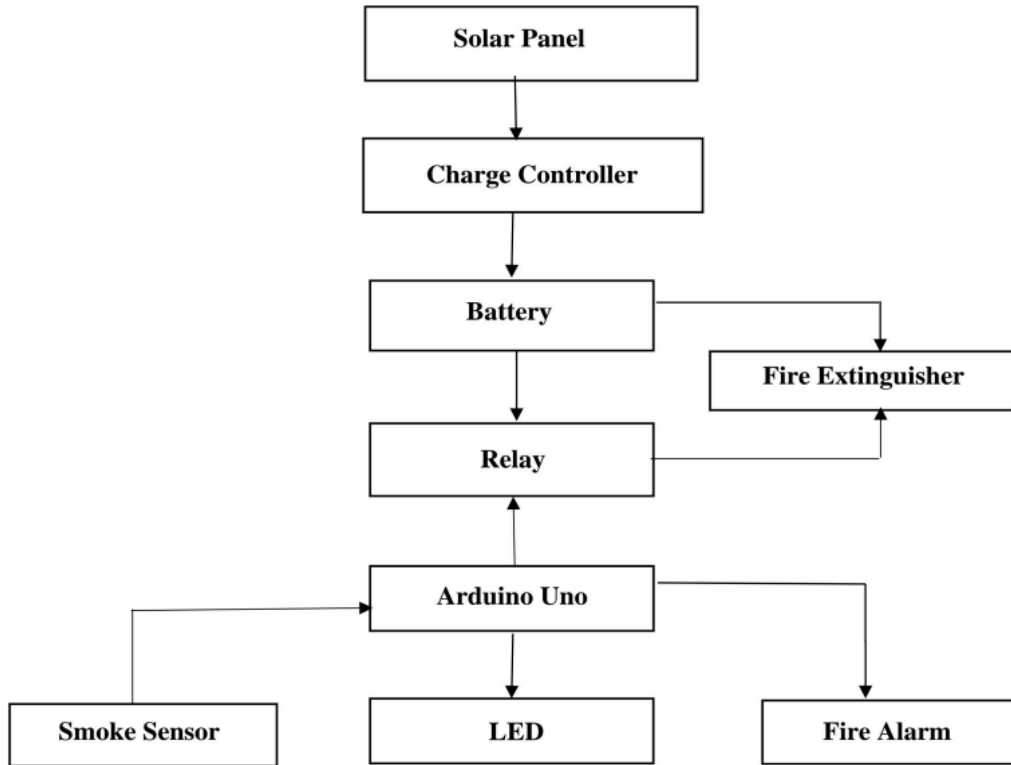 Solar Panel
Charge Controller
Battery
Fire Extinguisher
Relay
Arduino Uno
Smoke Sensor
LED
Fire Alarm